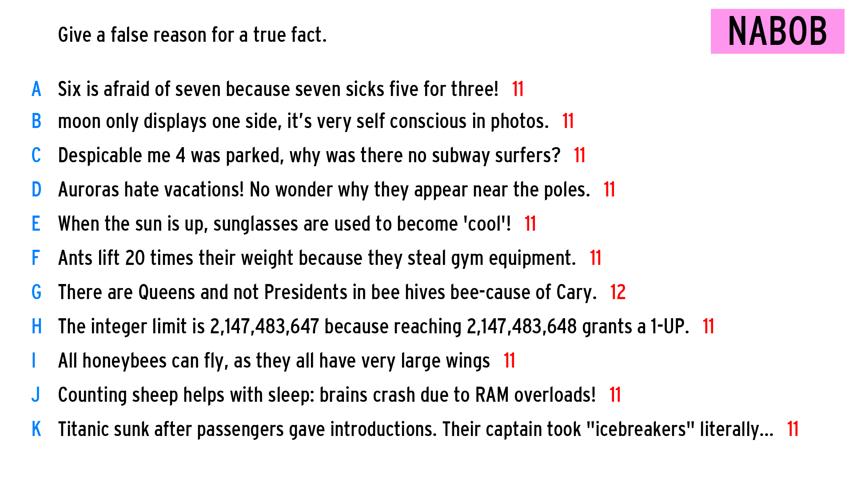 Give a false reason for a true fact.
NABOB
A Six is afraid of seven because seven sicks five for three! 11
B moon only displays one side, it's very self conscious in photos. 11
C Despicable me 4 was parked, why was there no subway surfers? 11
D Auroras hate vacations! No wonder why they appear near the poles. 11
E When the sun is up, sunglasses are used to become 'cool'! 11
F Ants lift 20 times their weight because they steal gym equipment. 11
G There are Queens and not Presidents in bee hives bee-cause of Cary. 12
H The integer limit is 2,147,483,647 because reaching 2,147,483,648 grants a 1-UP. 11
I All honeybees can fly, as they all have very large wings 11
J Counting sheep helps with sleep: brains crash due to RAM overloads! 11
K Titanic sunk after passengers gave introductions. Their captain took "icebreakers" literally... 11